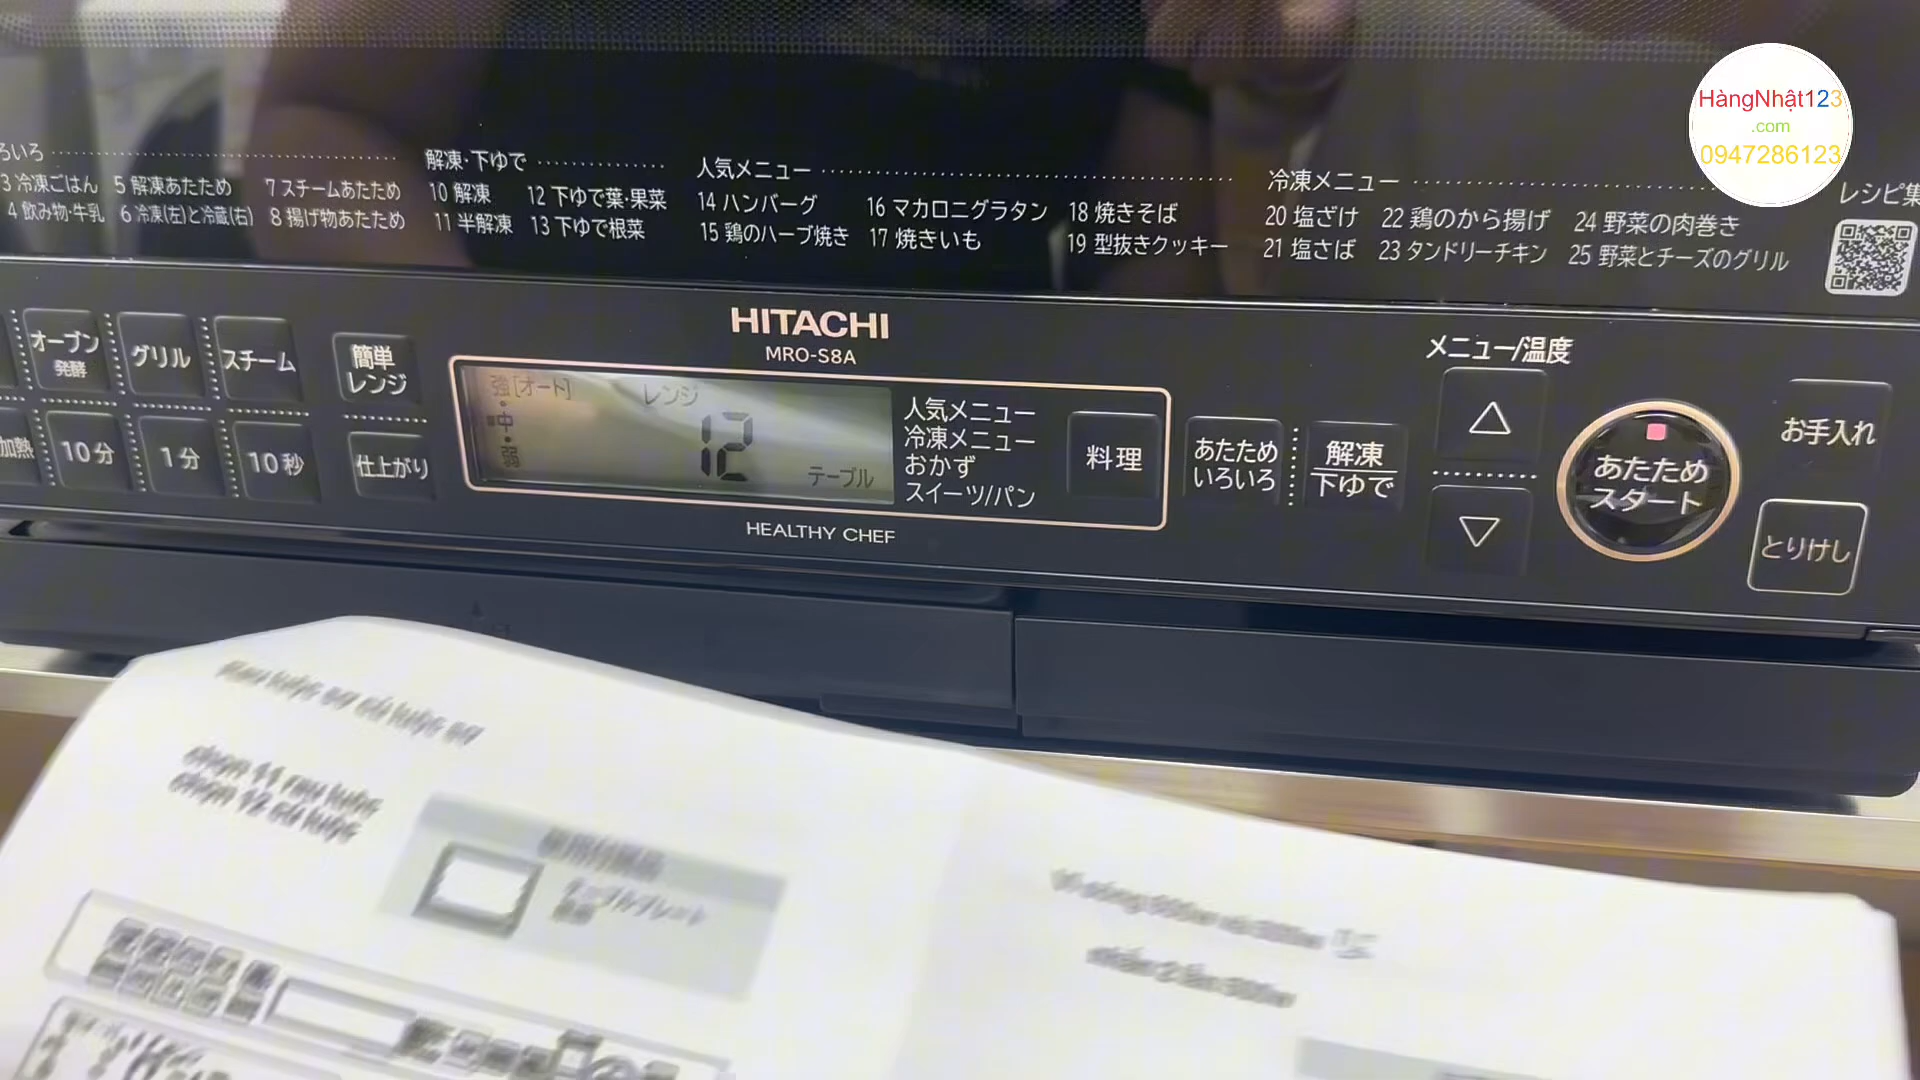 HàngNhật123
.com
0947286123
ろいろ
3 冷凍ごはん 5 解凍あたため 7 スチームあたため
4 飲み物・牛乳 6 冷凍(左)と冷蔵(右) 8 揚げ物あたため
解凍・下ゆで
10 解凍 12 下ゆで葉・果菜
11 半解凍 13 下ゆで根菜
人気メニュー
14 ハンバーグ 16 マカロニグラタン 18 焼きそば
15 鶏のハーブ焼き 17 焼きいも 19 型抜きクッキー
冷凍メニュー
20 塩ざけ 22 鶏のから揚げ 24 野菜の肉巻き
21 塩さば 23 タンドリーチキン 25 野菜とチーズのグリル
レシピ集
オーブン
発酵
グリル
スチーム
簡単
レンジ
加熱
10分
1分
10秒
仕上がり
HITACHI
MRO-S8A
強[オート]
中
弱
レンジ
12
テーブル
人気メニュー
冷凍メニュー
おかず
スイーツ/パン
料理
HEALTHY CHEF
あたため
いろいろ
解凍
下ゆで
メニュー/温度
△
▽
あたため
スタート
お手入れ
とりけし
chọn 11 rau luộc
chọn 12 củ luộc